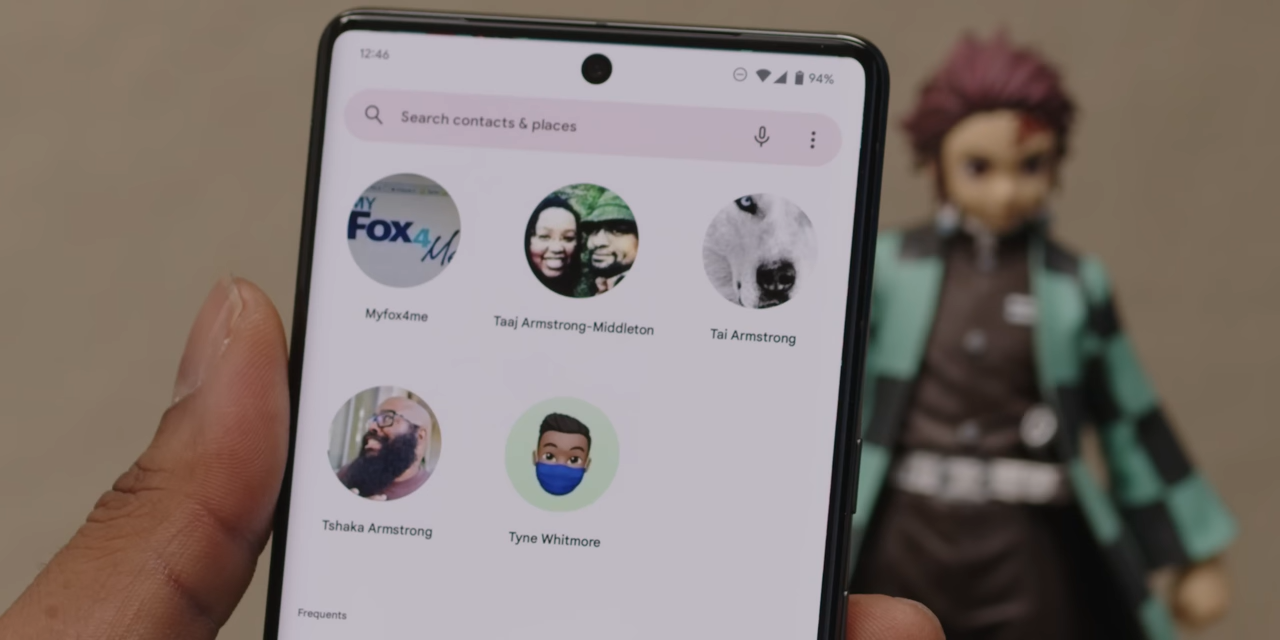 12:46
94%
Search contacts & places
MY
FOX4
Me
Myfox4me
Taaj Armstrong-Middleton
Tai Armstrong
Tshaka Armstrong
Tyne Whitmore
Frequents